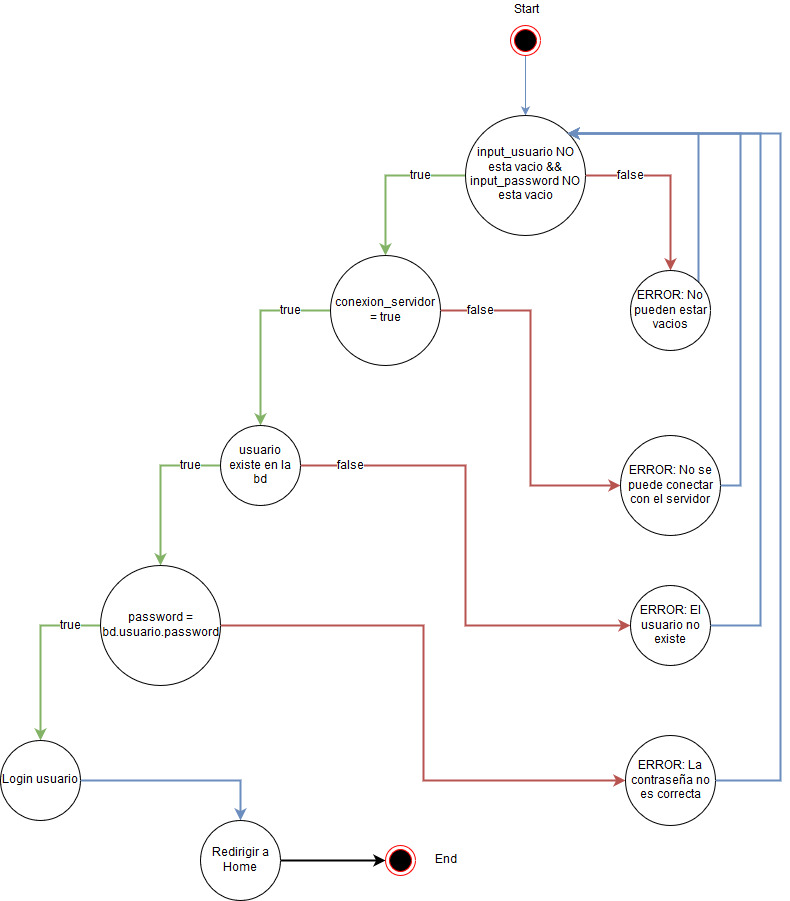 Start
input_usuario NO
esta vacio &&
input_password NO
esta vacio
true
false
conexion_servidor
= true
ERROR: No
pueden estar
vacios
true
false
usuario
existe en la
bd
ERROR: No se
puede conectar
con el servidor
true
false
password =
bd.usuario.password
ERROR: El
usuario no
existe
true
Login usuario
ERROR: La
contraseña no
es correcta
Redirigir a
Home
End